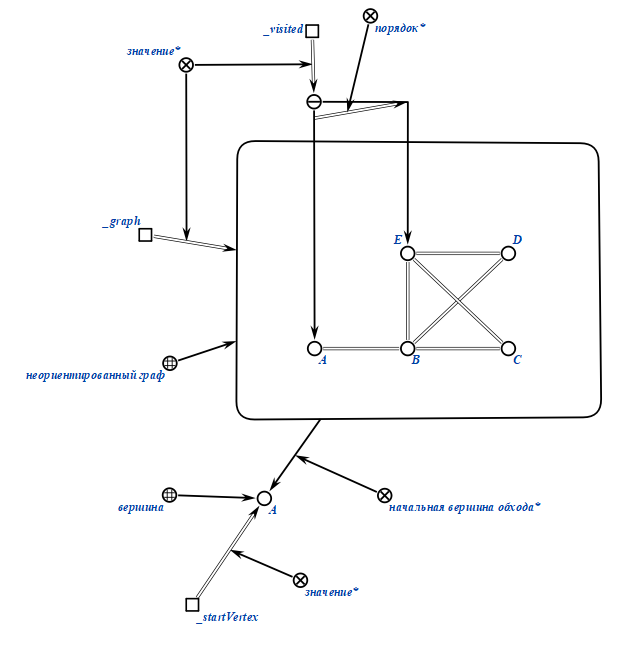 _visited
порядок*
значение*
_graph
E
D
A
B
C
неориентированный граф
вершина
A
начальная вершина обхода*
значение*
_startVertex